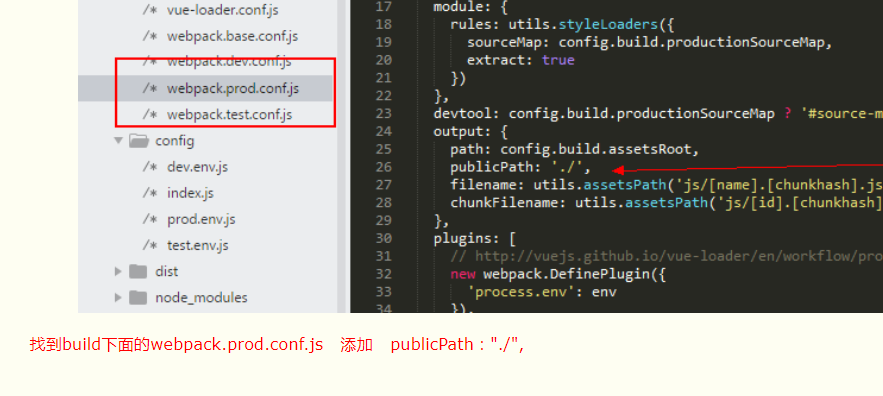 /* vue-loader.conf.js
/* webpack.base.conf.js
/* webpack.dev.conf.js
/* webpack.prod.conf.js
/* webpack.test.conf.js
config
/* dev.env.js
/* index.js
/* prod.env.js
/* test.env.js
dist
node_modules
17 module: {
18 rules: utils.styleLoaders({
19 sourceMap: config.build.productionSourceMap,
20 extract: true
21 })
22 },
23 devtool: config.build.productionSourceMap ? '#source-m
24 output: {
25 path: config.build.assetsRoot,
26 publicPath: './',
27 filename: utils.assetsPath('js/[name].[chunkhash].js
28 chunkFilename: utils.assetsPath('js/[id].[chunkhash]
29 },
30 plugins: [
31 // http://vuejs.github.io/vue-loader/en/workflow/pro
32 new webpack.DefinePlugin({
33 'process.env': env
34 }),
找到build下面的webpack.prod.conf.js 添加 publicPath："./",